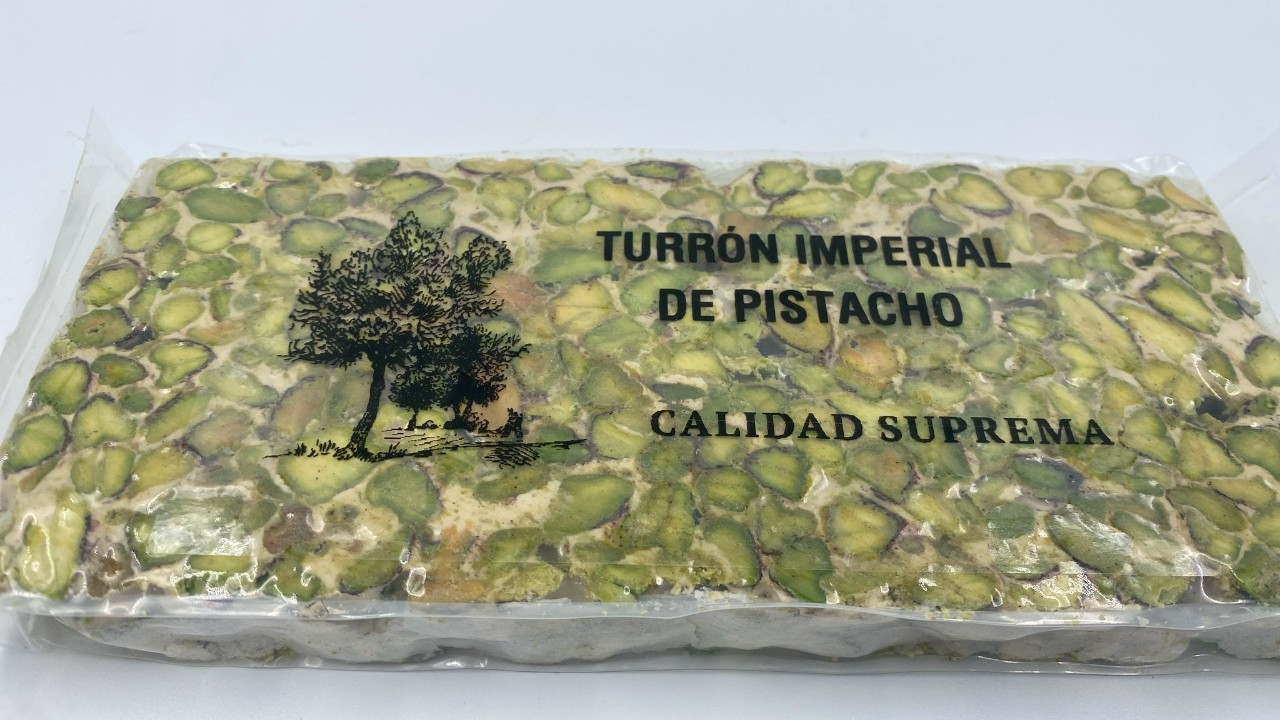 TURRÓN IMPERIAL
DE PISTACHO
CALIDAD SUPREMA